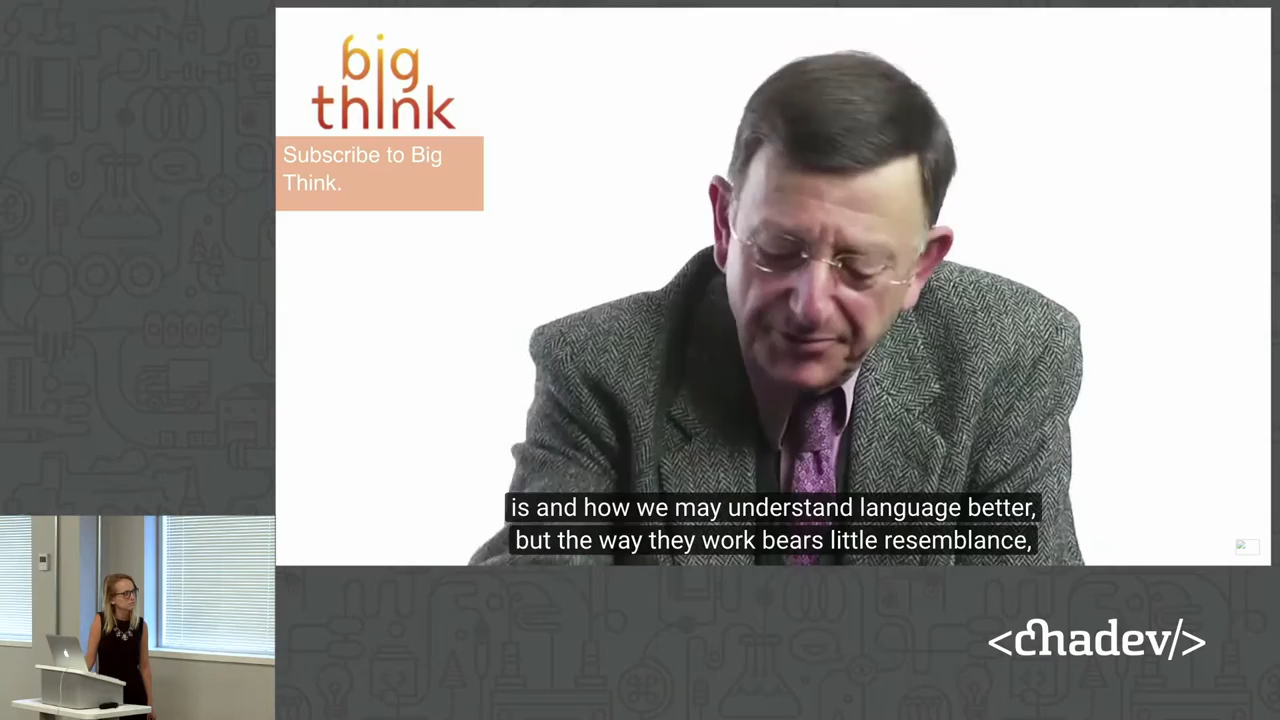 big
think
Subscribe to Big
Think.
is and how we may understand language better,
but the way they work bears little resemblance,
<chadev/>